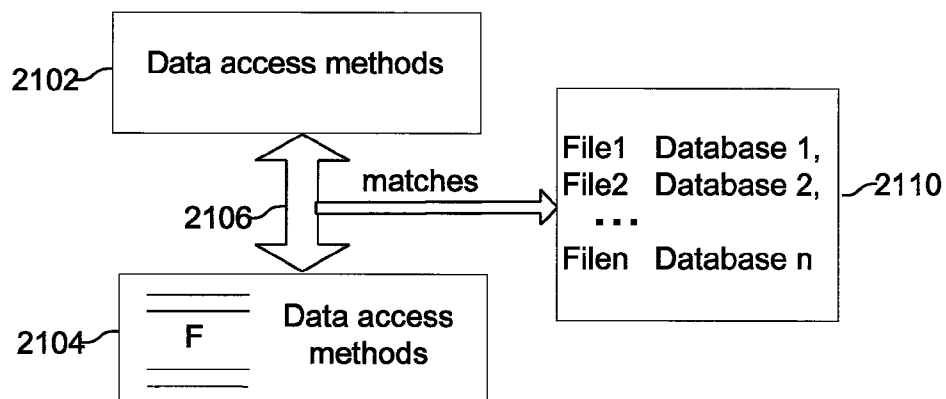 2102
Data access methods
File1 Database 1,
File2 Database 2,
...
Filen Database n
2110
matches
2106
2104
F
Data access
methods